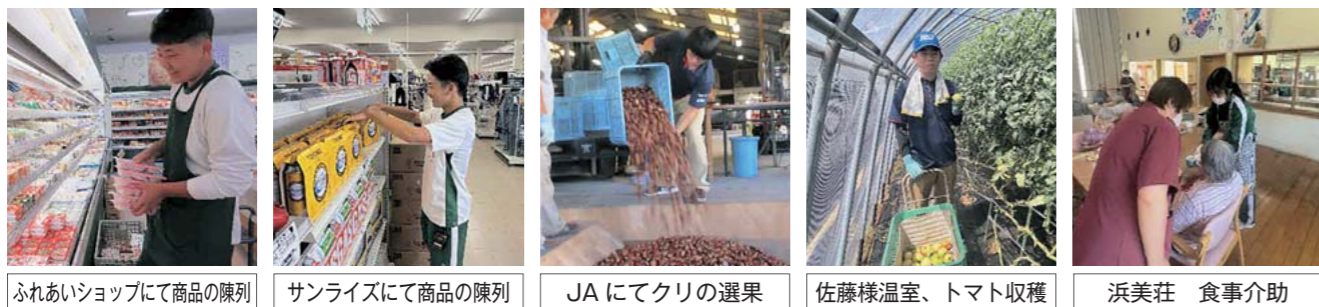 ふれあいショップにて商品の陳列
サンライズにて商品の陳列
JAにてクリの選果
佐藤様温室、トマト収穫
浜美荘　食事介助